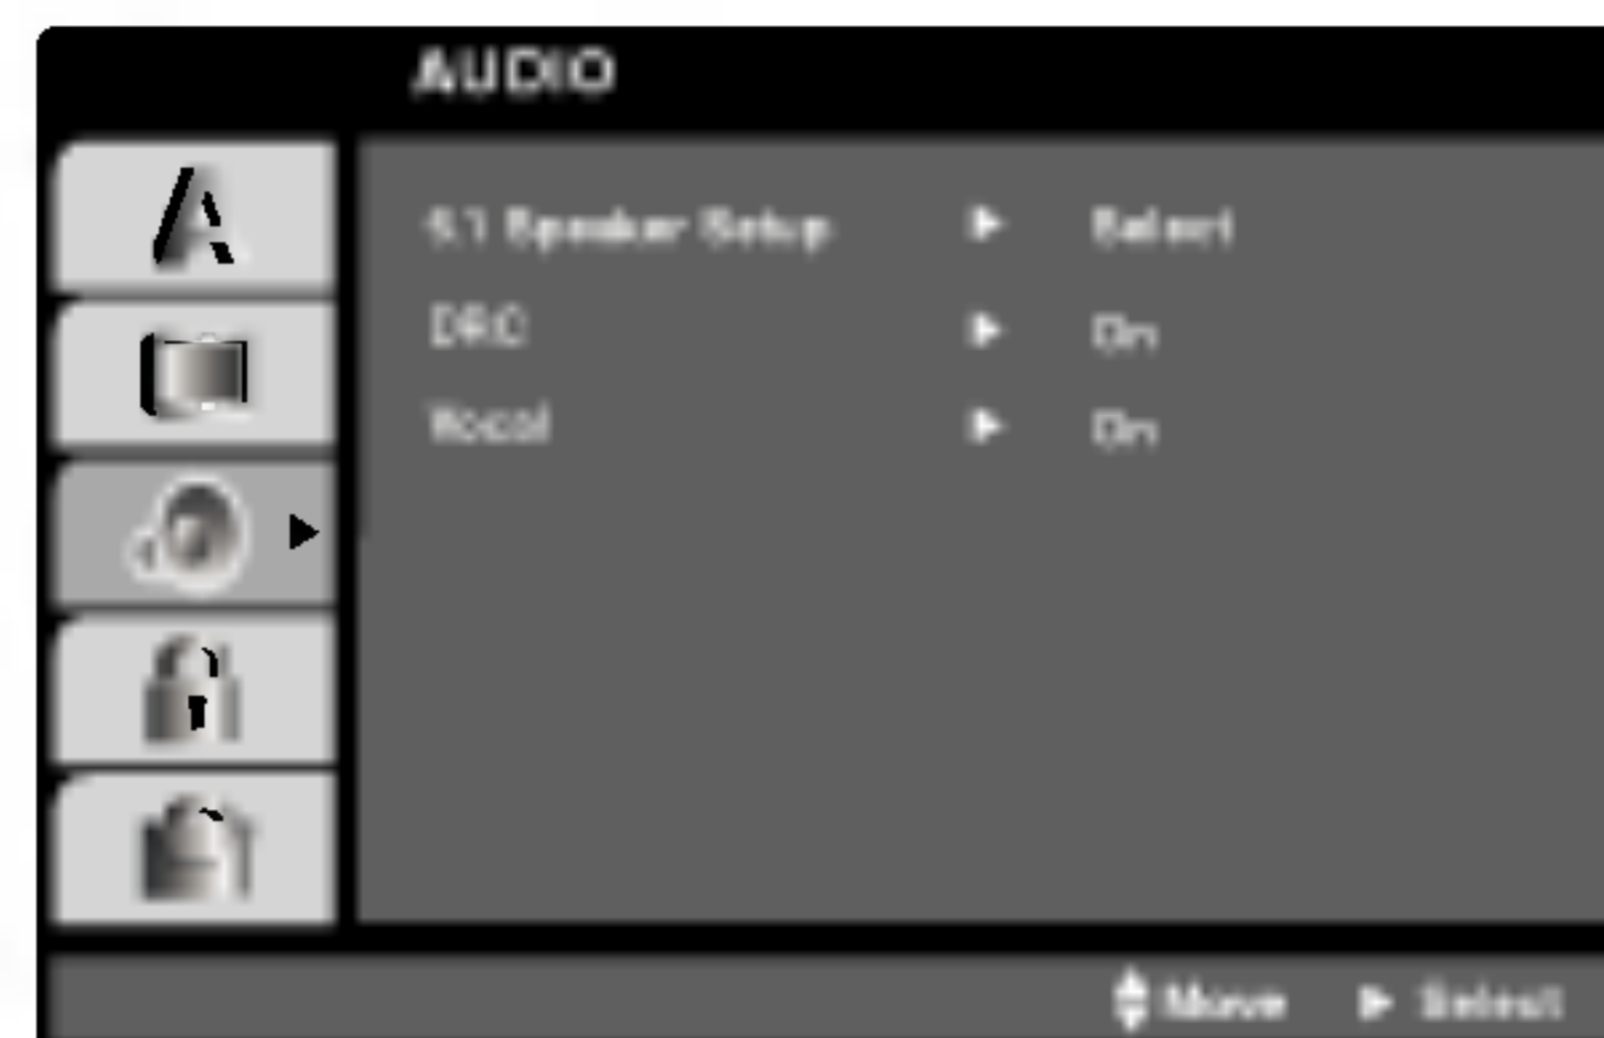 AUDIO
5.1 Speaker Setup ▶ Select
DRC ▶ On
Vocal ▶ On
Move ▶ Select